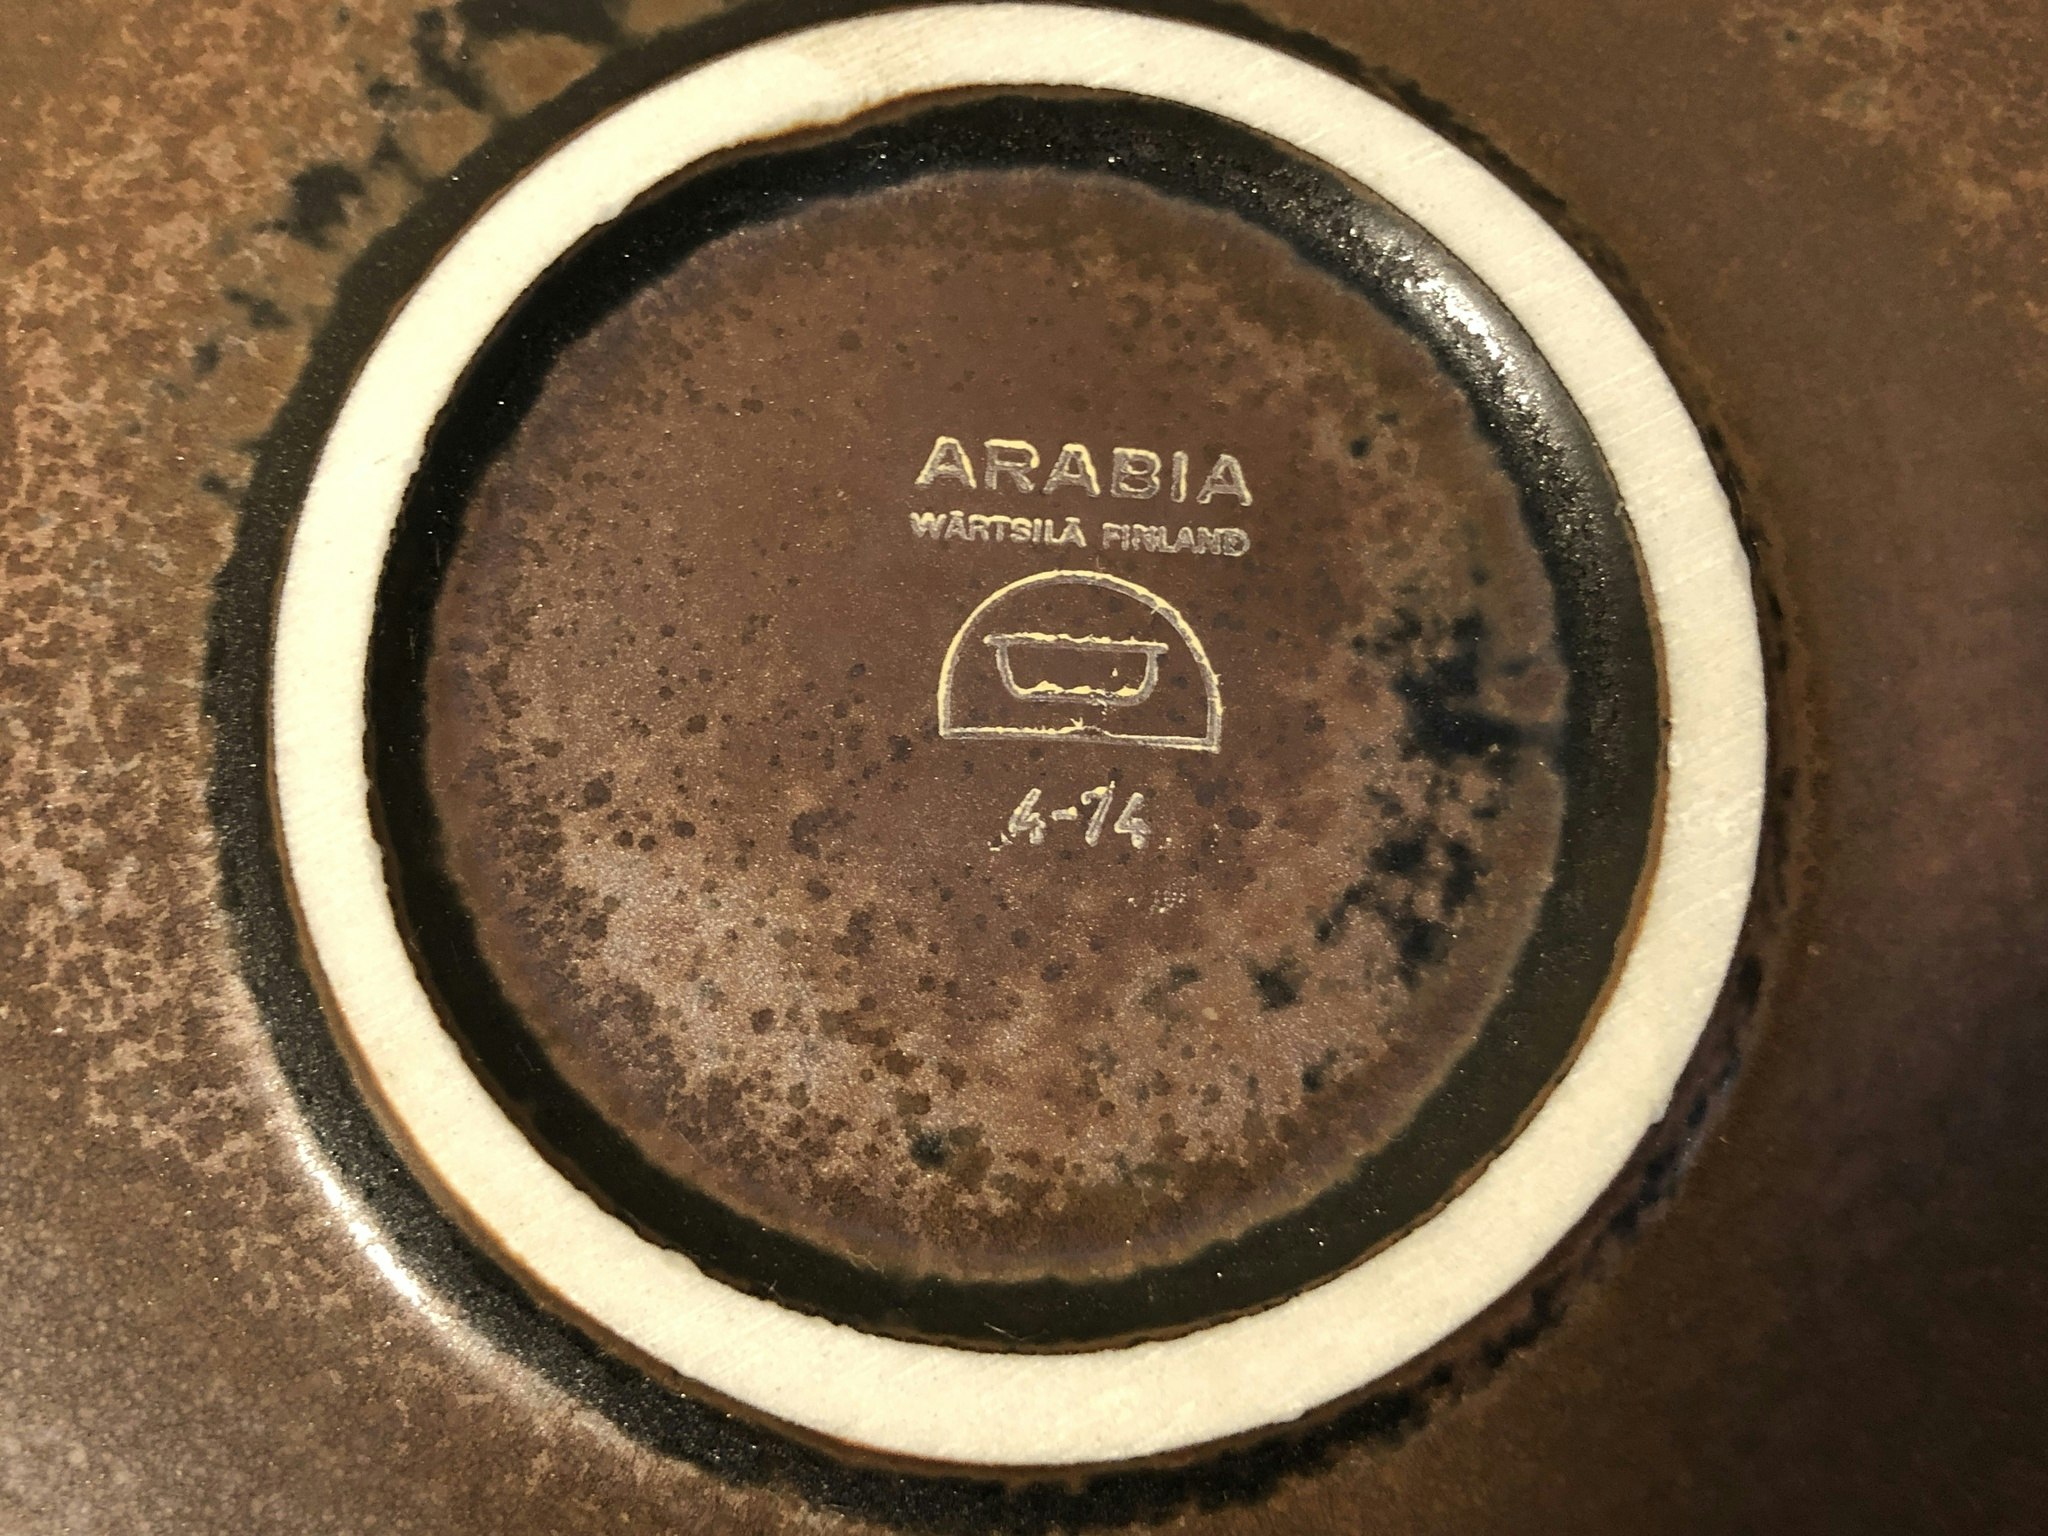 ARABIA
WÄRTSILÄ FINLAND
4-74